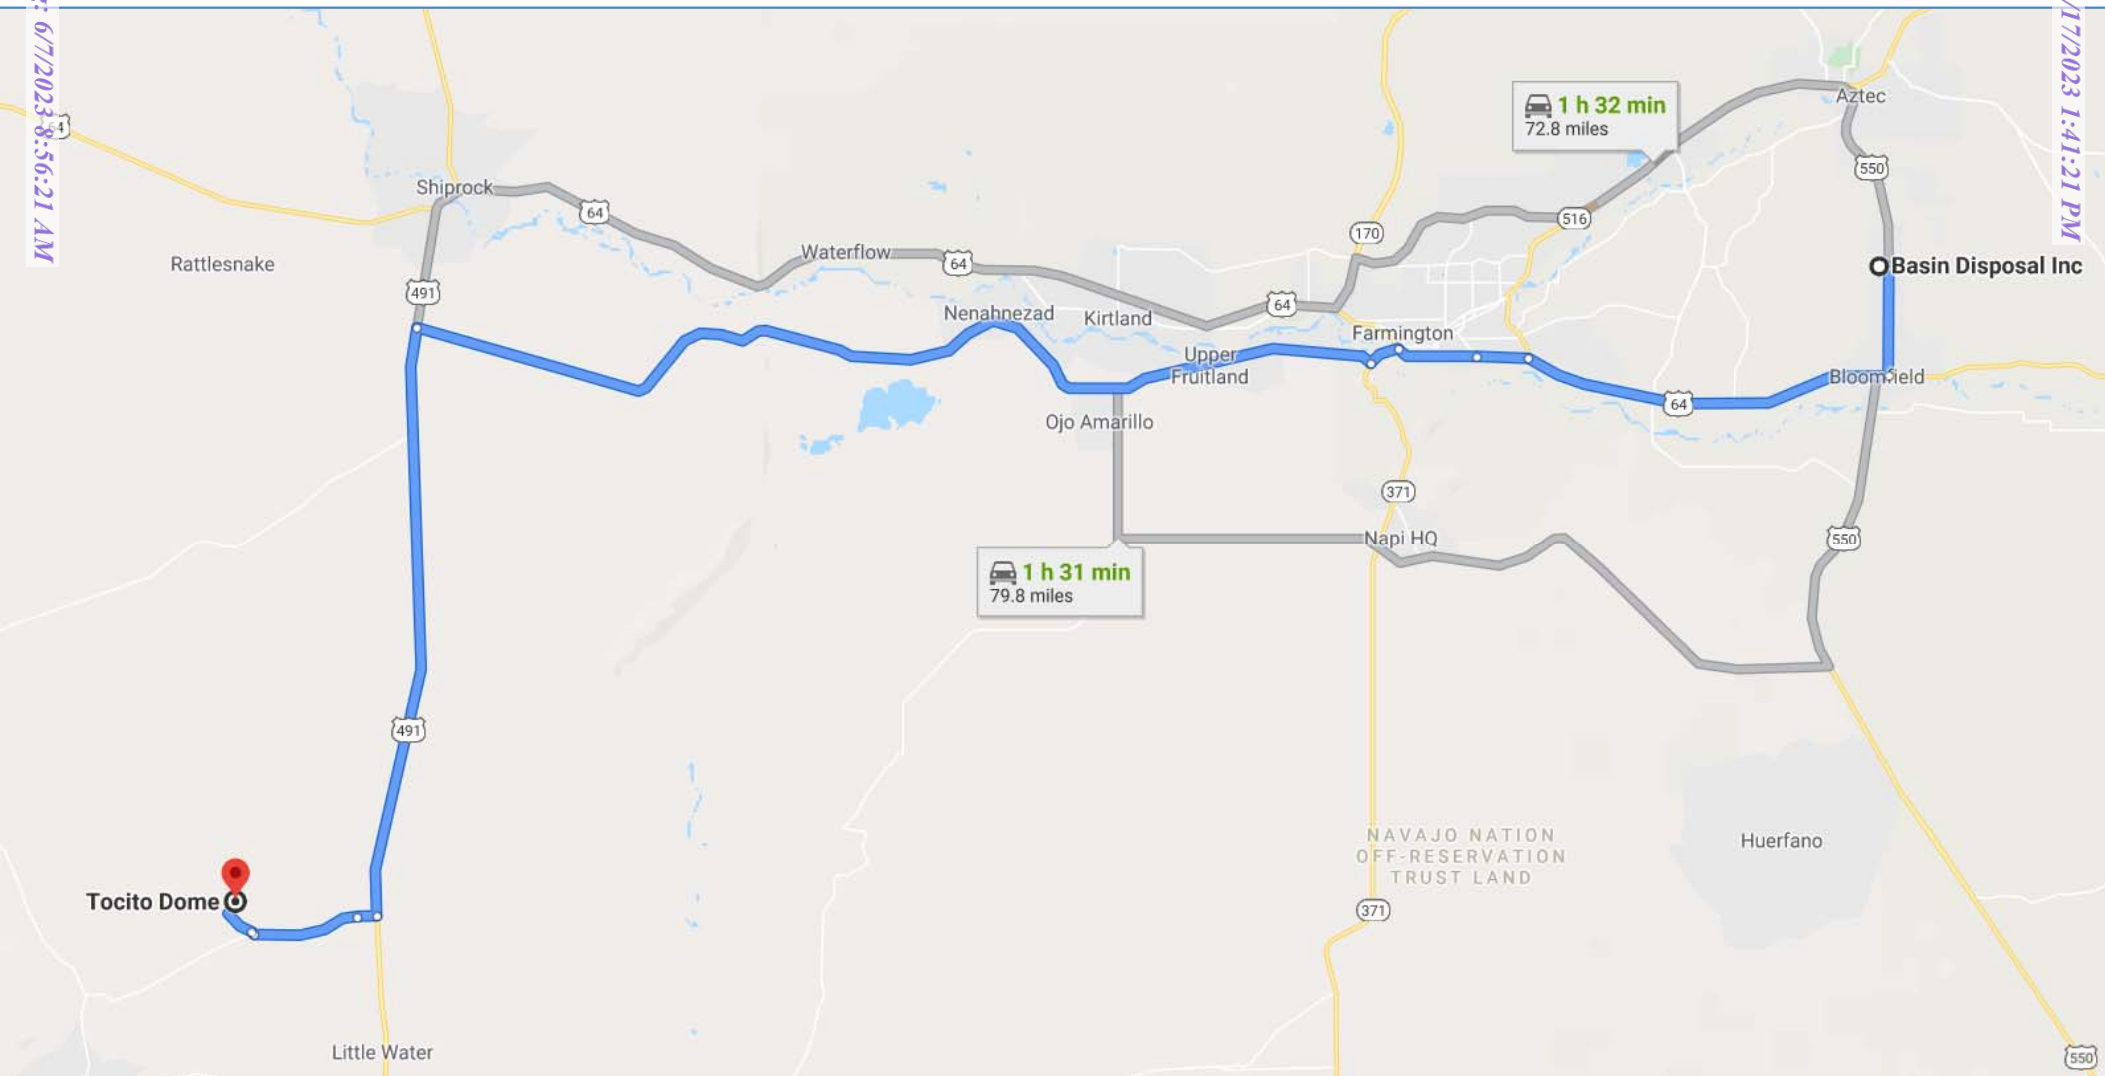 : 6/7/2023 8:56:21 AM
/17/2023 1:41:21 PM
1 h 32 min
72.8 miles
Aztec
64
550
Shiprock
64
516
170
Rattlesnake
Waterflow
64
Basin Disposal Inc
491
64
Nenahnezad
Kirtland
Farmington
Upper
Fruitland
Bloomfield
64
Ojo Amarillo
371
Napi HQ
550
1 h 31 min
79.8 miles
491
NAVAJO NATION
OFF-RESERVATION
TRUST LAND
Huerfano
Tocito Dome
371
Little Water
550